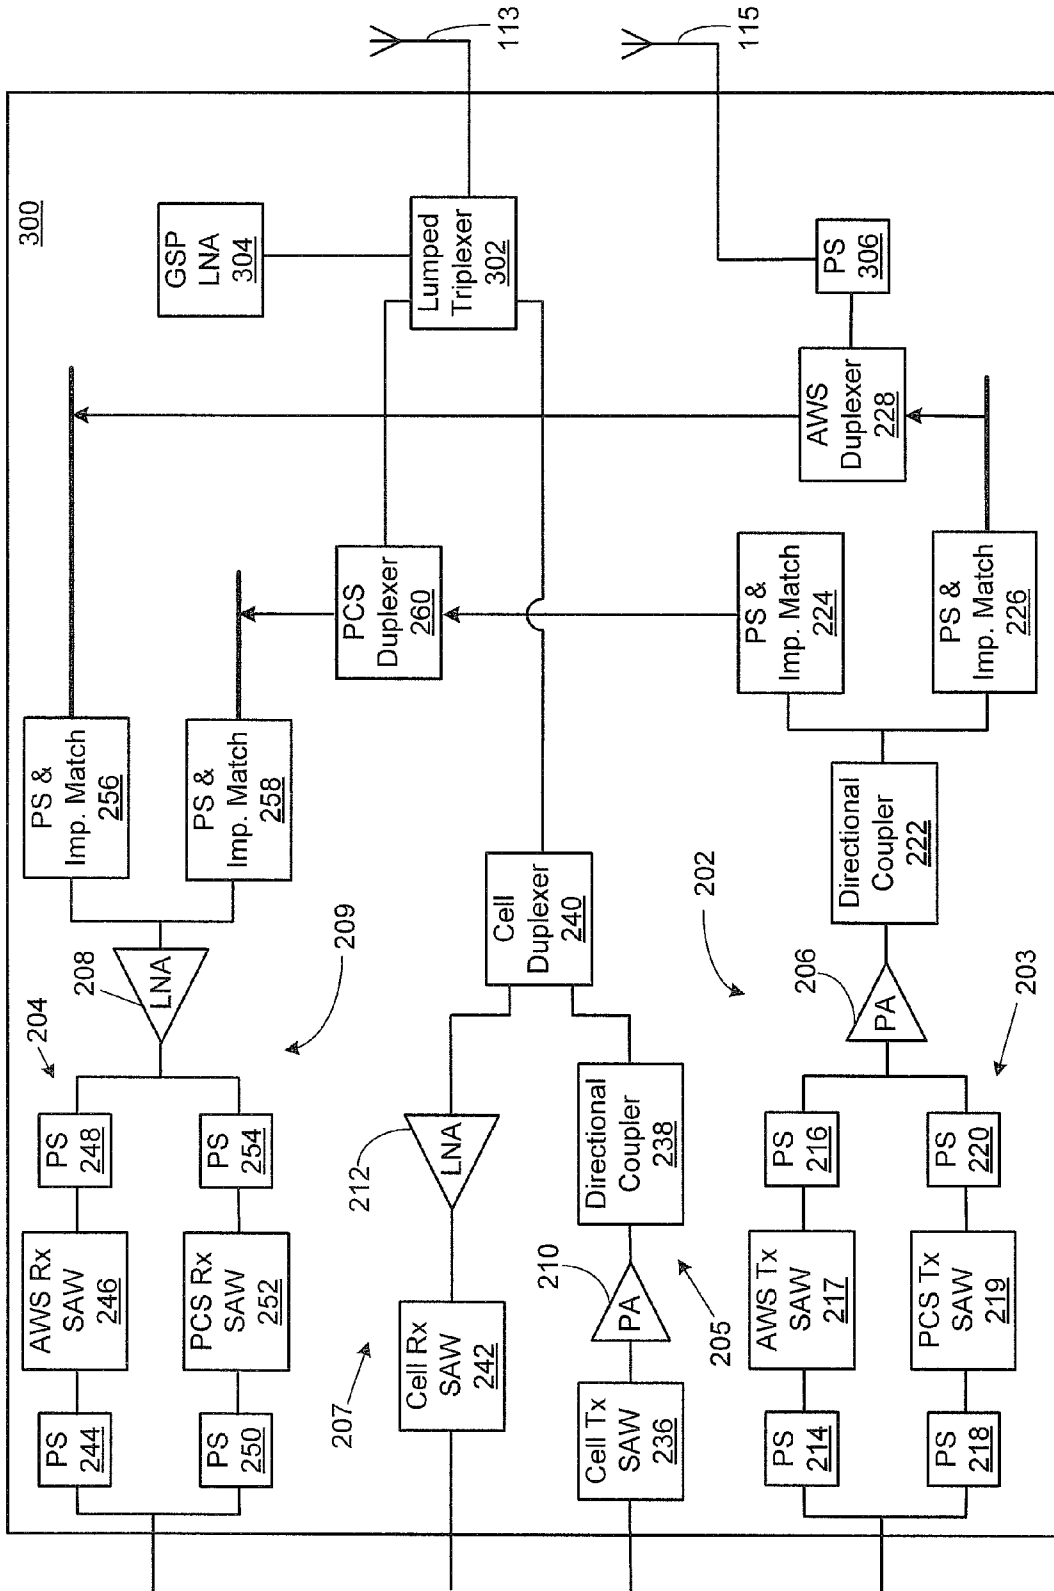 300
GSP
LNA
304
Lumped
Triplexer
302
113
115
PS
306
AWS
Duplexer
228
PCS
Duplexer
260
PS &
Imp. Match
224
PS &
Imp. Match
226
PS &
Imp. Match
256
PS &
Imp. Match
258
Directional
Coupler
222
Cell
Duplexer
240
202
203
204
209
208
LNA
206
PA
PS
248
PS
254
AWS Rx
SAW
246
PCS Rx
SAW
252
PS
244
PS
250
212
LNA
Directional
Coupler
238
210
PA
205
207
Cell Rx
SAW
242
Cell Tx
SAW
236
PS
216
PS
220
AWS Tx
SAW
217
PCS Tx
SAW
219
PS
214
PS
218